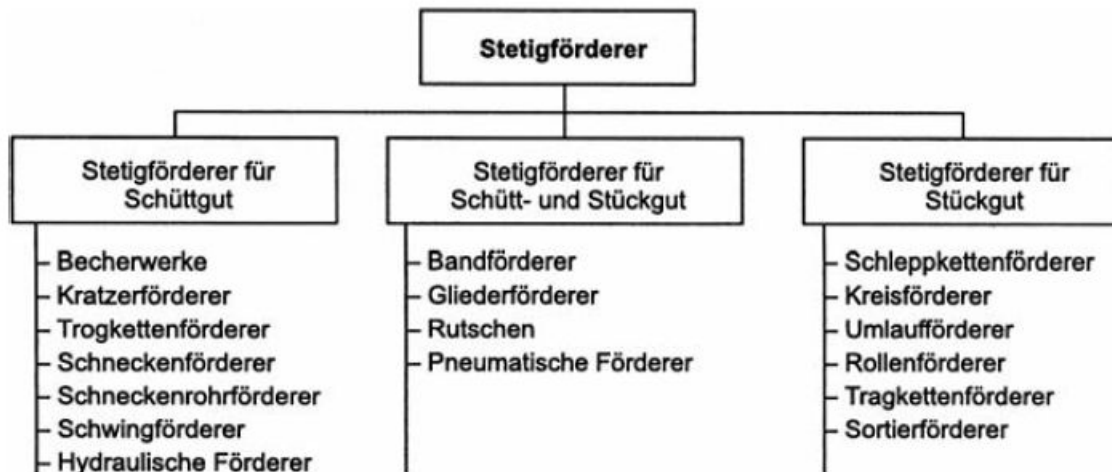 Stetigförderer
Stetigförderer für
Schüttgut
– Becherwerke
– Kratzerförderer
– Trogkettenförderer
– Schneckenförderer
– Schneckenrohrförderer
– Schwingförderer
– Hydraulische Förderer
Stetigförderer für
Schütt- und Stückgut
– Bandförderer
– Gliederförderer
– Rutschen
– Pneumatische Förderer
Stetigförderer für
Stückgut
– Schleppkettenförderer
– Kreisförderer
– Umlaufförderer
– Rollenförderer
– Tragkettenförderer
– Sortierförderer